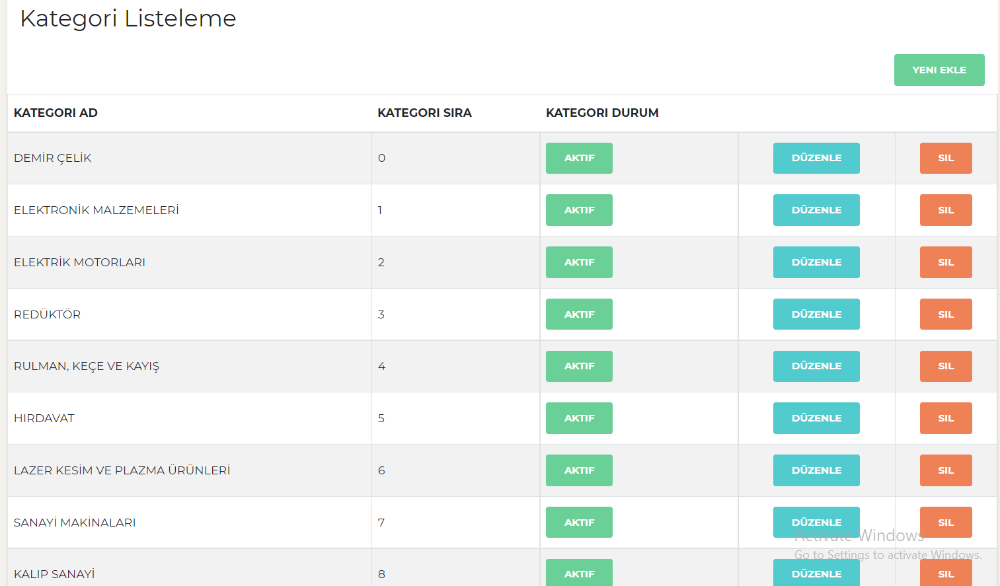 Kategori Listeleme
YENI EKLE
KATEGORI AD KATEGORI SIRA KATEGORI DURUM
DEMİR ÇELİK 0 AKTIF DÜZENLE SIL
ELEKTRONİK MALZEMELERİ 1 AKTIF DÜZENLE SIL
ELEKTRİK MOTORLARI 2 AKTIF DÜZENLE SIL
REDÜKTÖR 3 AKTIF DÜZENLE SIL
RULMAN, KEÇE VE KAYIŞ 4 AKTIF DÜZENLE SIL
HIRDAVAT 5 AKTIF DÜZENLE SIL
LAZER KESİM VE PLAZMA ÜRÜNLERİ 6 AKTIF DÜZENLE SIL
SANAYİ MAKİNALARI 7 AKTIF DÜZENLE SIL
Activate Windows
Go to Settings to activate Windows.
KALIP SANAYİ 8 AKTIF DÜZENLE SIL